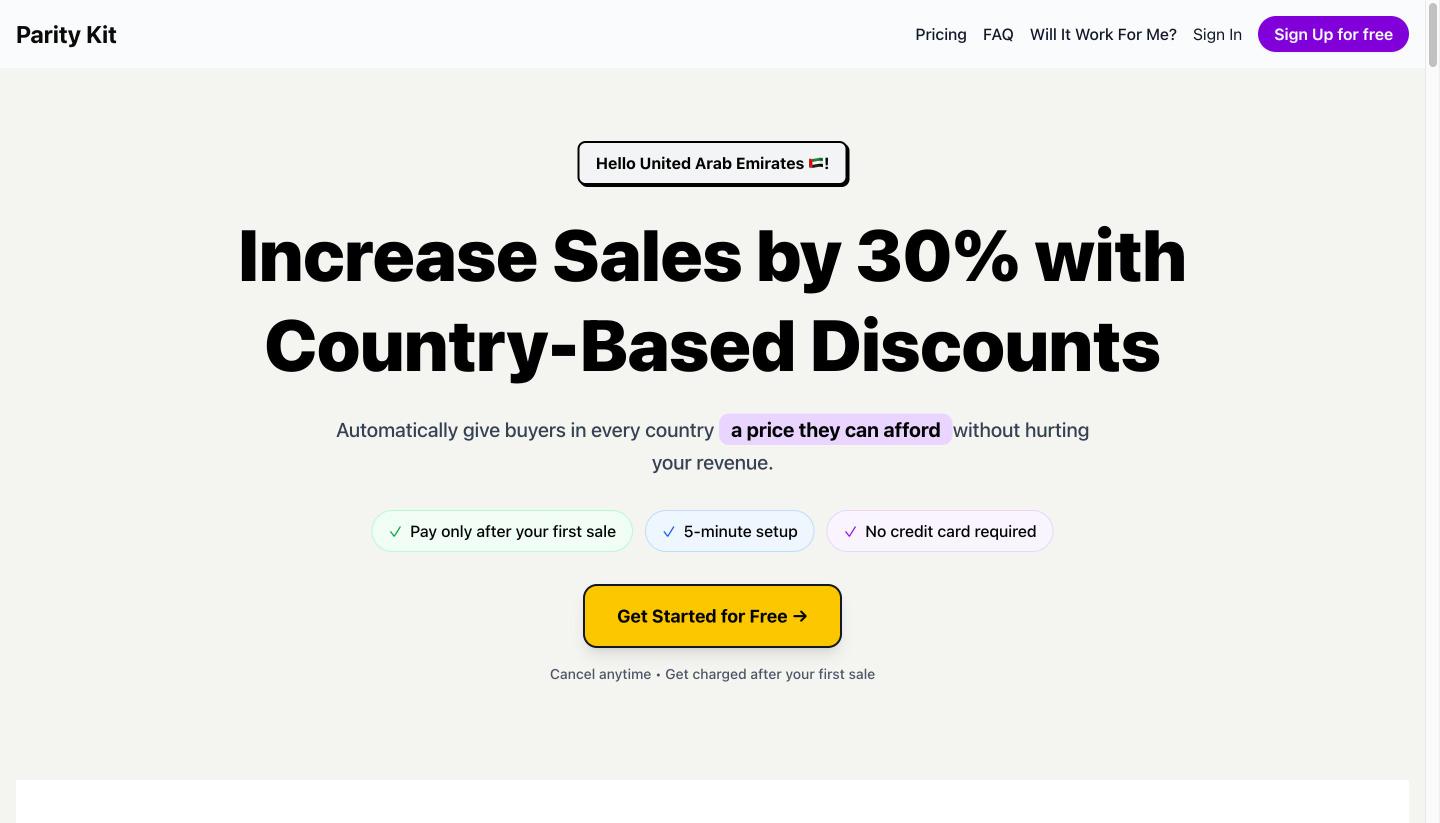 Parity Kit
Pricing
FAQ
Will It Work For Me?
Sign In
Sign Up for free
Hello United Arab Emirates 🇦🇪!
Increase Sales by 30% with
Country-Based Discounts
Automatically give buyers in every country a price they can afford without hurting
your revenue.
✓ Pay only after your first sale
✓ 5-minute setup
✓ No credit card required
Get Started for Free →
Cancel anytime • Get charged after your first sale